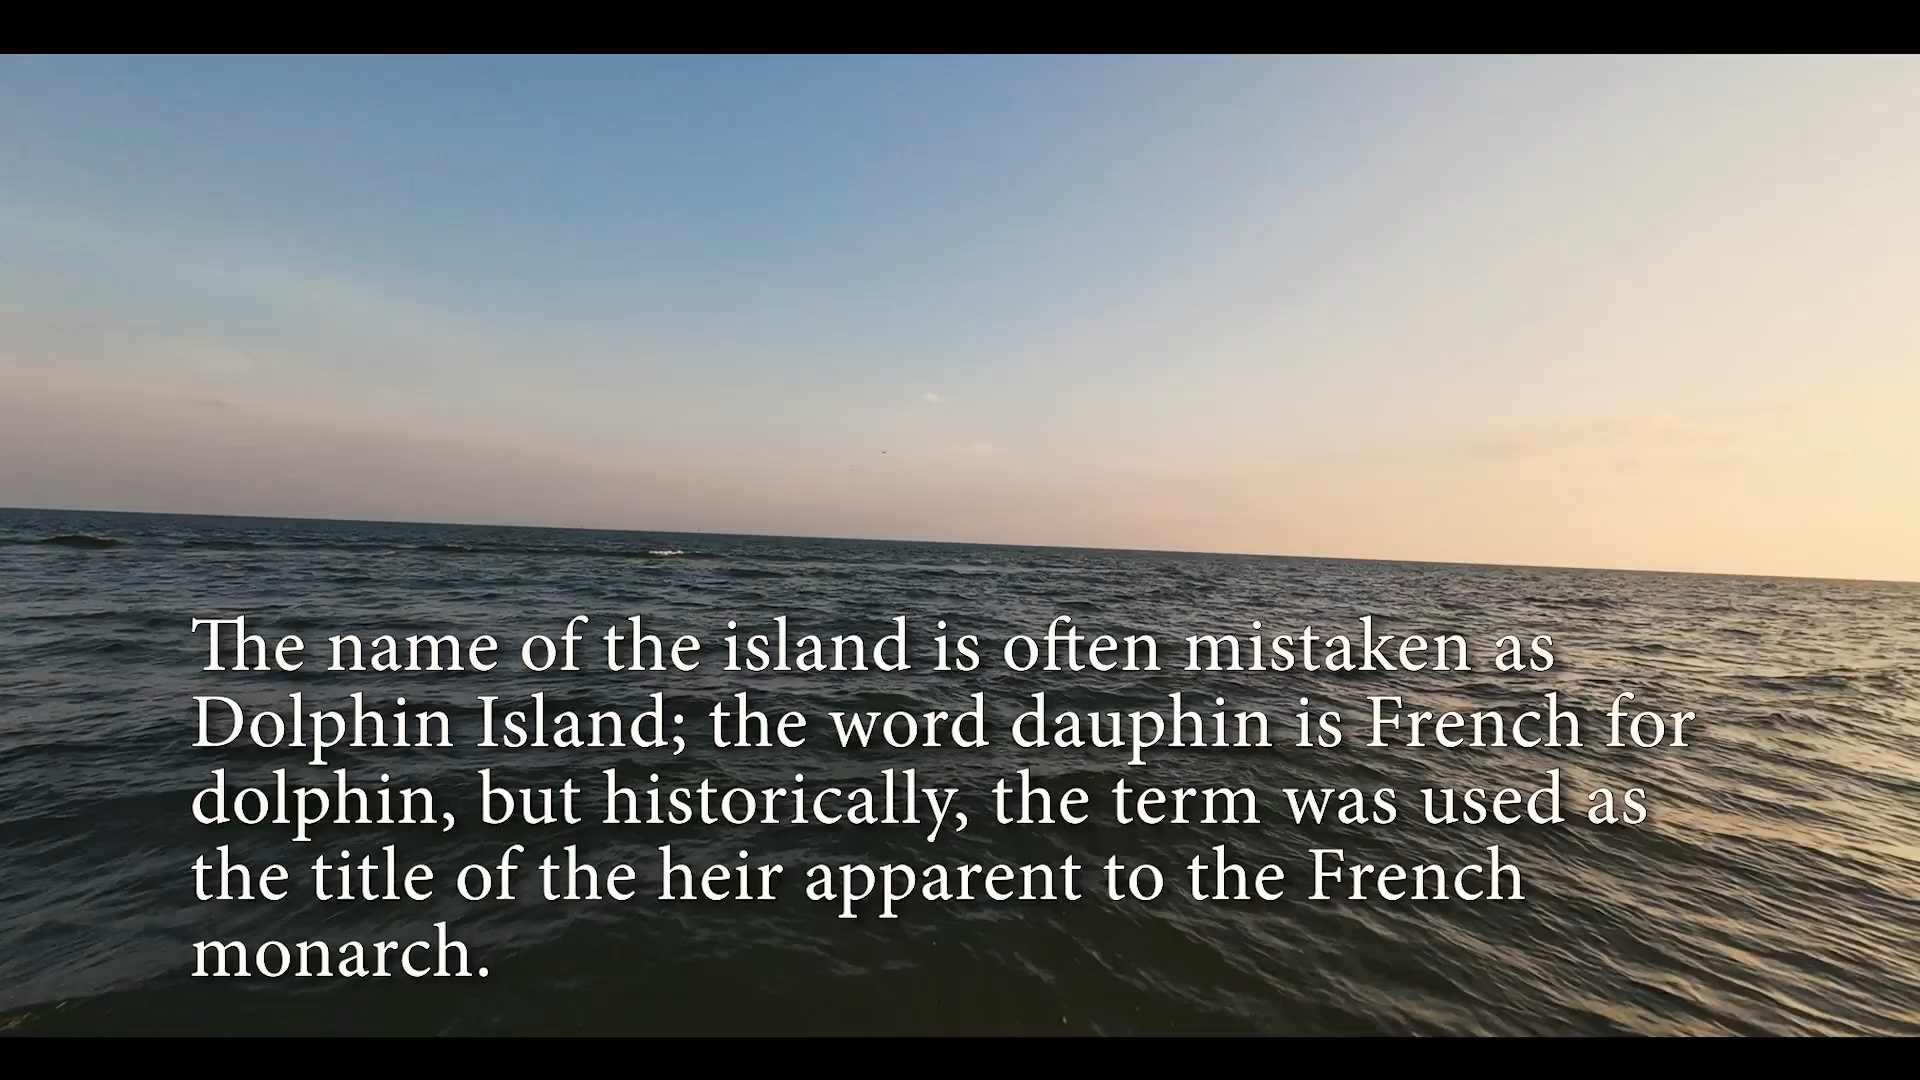 The name of the island is often mistaken as
Dolphin Island; the word dauphin is French for
dolphin, but historically, the term was used as
the title of the heir apparent to the French
monarch.